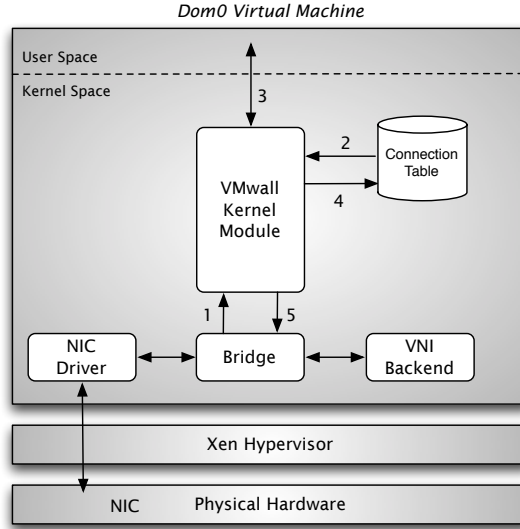 Dom0 Virtual Machine
User Space
Kernel Space
3
2
Connection
Table
VMwall
Kernel
Module
4
1
5
NIC
Driver
Bridge
VNI
Backend
Xen Hypervisor
NIC
Physical Hardware